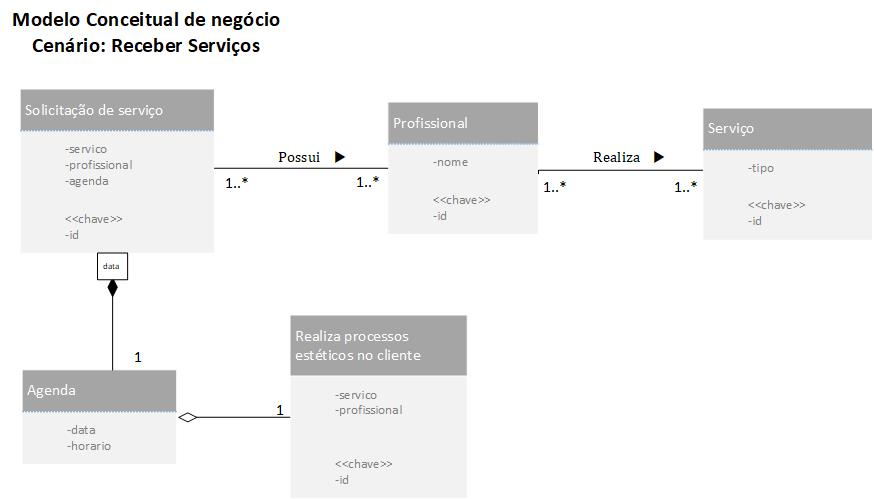 Modelo Conceitual de negócio
Cenário: Receber Serviços
Solicitação de serviço
-servico
-profissional
-agenda
<<chave>>
-id
Possui
1..*
1..*
Profissional
-nome
<<chave>>
-id
Realiza
1..*
1..*
Serviço
-tipo
<<chave>>
-id
data
1
Agenda
-data
-horario
1
Realiza processos
estéticos no cliente
-servico
-profissional
<<chave>>
-id